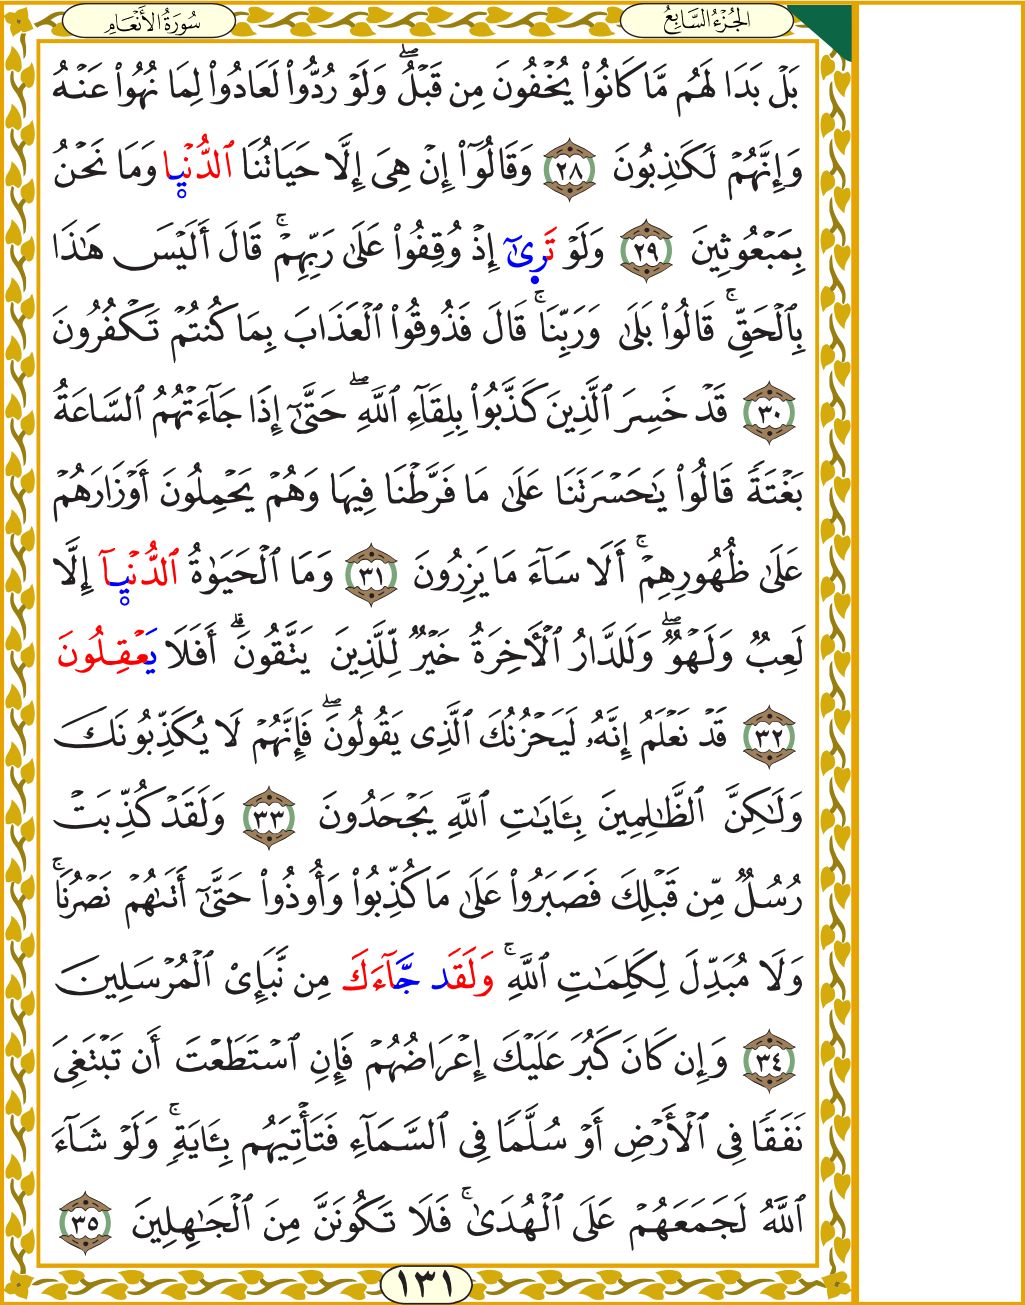 الجُزْءُ السَّابِعُ
سُورَةُ الأَنْعَامِ
بَلْ بَدَا لَهُم مَّا كَانُوا۟ يُخْفُونَ مِن قَبْلُ ۖ وَلَوْ رُدُّوا۟ لَعَادُوا۟ لِمَا نُهُوا۟ عَنْهُ
وَإِنَّهُمْ لَكَـٰذِبُونَ ٢٨ وَقَالُوٓا۟ إِنْ هِىَ إِلَّا حَيَاتُنَا ٱلدُّنْيٜا وَمَا نَحْنُ
بِمَبْعُوثِينَ ٢٩ وَلَوْ تَرٜىٰٓ إِذْ وُقِفُوا۟ عَلَىٰ رَبِّهِمْ ۚ قَالَ أَلَيْسَ هَـٰذَا
بِٱلْحَقِّ ۚ قَالُوا۟ بَلَىٰ وَرَبِّنَا ۚ قَالَ فَذُوقُوا۟ ٱلْعَذَابَ بِمَا كُنتُمْ تَكْفُرُونَ
٣٠ قَدْ خَسِرَ ٱلَّذِينَ كَذَّبُوا۟ بِلِقَآءِ ٱللَّهِ ۖ حَتَّىٰٓ إِذَا جَآءَتْهُمُ ٱلسَّاعَةُ
بَغْتَةً قَالُوا۟ يَـٰحَسْرَتَنَا عَلَىٰ مَا فَرَّطْنَا فِيهَا وَهُمْ يَحْمِلُونَ أَوْزَارَهُمْ
عَلَىٰ ظُهُورِهِمْ ۚ أَلَا سَآءَ مَا يَزِرُونَ ٣١ وَمَا ٱلْحَيَوٰةُ ٱلدُّنْيٜآ إِلَّا
لَعِبٌ وَلَهْوٌ ۖ وَلَلدَّارُ ٱلْـَٔاخِرَةُ خَيْرٌ لِّلَّذِينَ يَتَّقُونَ ۗ أَفَلَا يَعْقِلُونَ
٣٢ قَدْ نَعْلَمُ إِنَّهُۥ لَيَحْزُنُكَ ٱلَّذِى يَقُولُونَ ۖ فَإِنَّهُمْ لَا يُكَذِّبُونَكَ
وَلَـٰكِنَّ ٱلظَّـٰلِمِينَ بِـَٔايَـٰتِ ٱللَّهِ يَجْحَدُونَ ٣٣ وَلَقَدْ كُذِّبَتْ
رُسُلٌ مِّن قَبْلِكَ فَصَبَرُوا۟ عَلَىٰ مَا كُذِّبُوا۟ وَأُوذُوا۟ حَتَّىٰٓ أَتَىٰهُمْ نَصْرُنَا ۚ
وَلَا مُبَدِّلَ لِكَلِمَـٰتِ ٱللَّهِ ۚ وَلَقَد جَّآءَكَ مِن نَّبَإِى۟ ٱلْمُرْسَلِينَ
٣٤ وَإِن كَانَ كَبُرَ عَلَيْكَ إِعْرَاضُهُمْ فَإِنِ ٱسْتَطَعْتَ أَن تَبْتَغِىَ
نَفَقًا فِى ٱلْأَرْضِ أَوْ سُلَّمًا فِى ٱلسَّمَآءِ فَتَأْتِيَهُم بِـَٔايَةٍ ۚ وَلَوْ شَآءَ
ٱللَّهُ لَجَمَعَهُمْ عَلَى ٱلْهُدَىٰ ۚ فَلَا تَكُونَنَّ مِنَ ٱلْجَـٰهِلِينَ ٣٥
١٣١